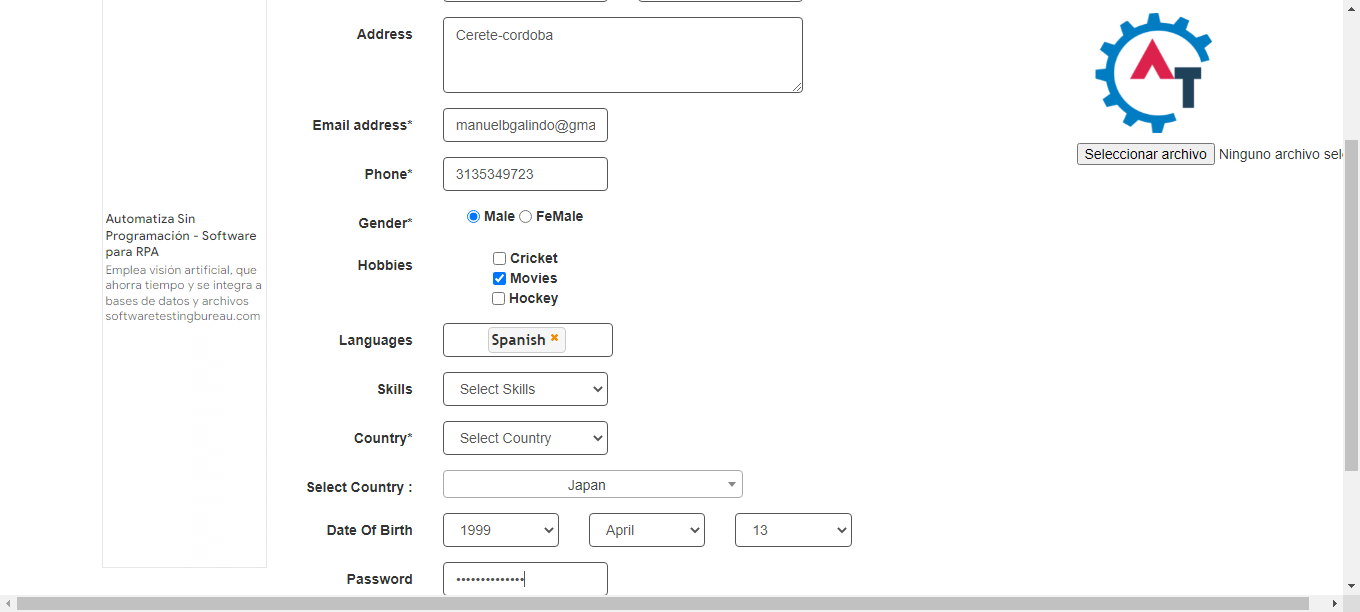 Address
Cerete-cordoba
AT
Seleccionar archivo Ninguno archivo sel
Email address*
manuelbgalindo@gma
Phone*
3135349723
Gender*
Male FeMale
Hobbies
Cricket
Movies
Hockey
Languages
Spanish
Skills
Select Skills
Country*
Select Country
Select Country :
Japan
Date Of Birth
1999 April 13
Password
••••••••••••••
Automatiza Sin
Programación - Software
para RPA
Emplea visión artificial, que
ahorra tiempo y se integra a
bases de datos y archivos
softwaretestingbureau.com